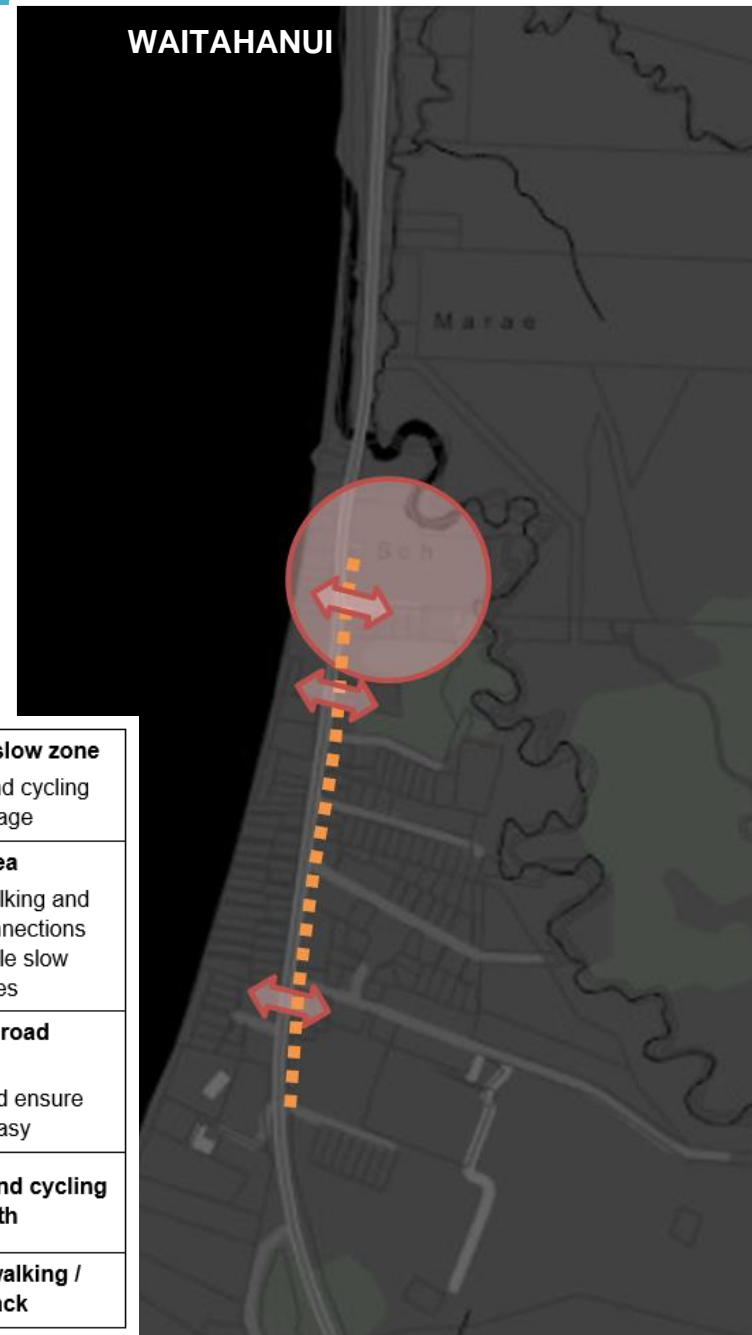 WAITAHANUI
Marae
Sch
slow zone
nd cycling
age
ea
lking and
nnections
le slow
es
road
d ensure
asy
nd cycling
th
walking /
ack